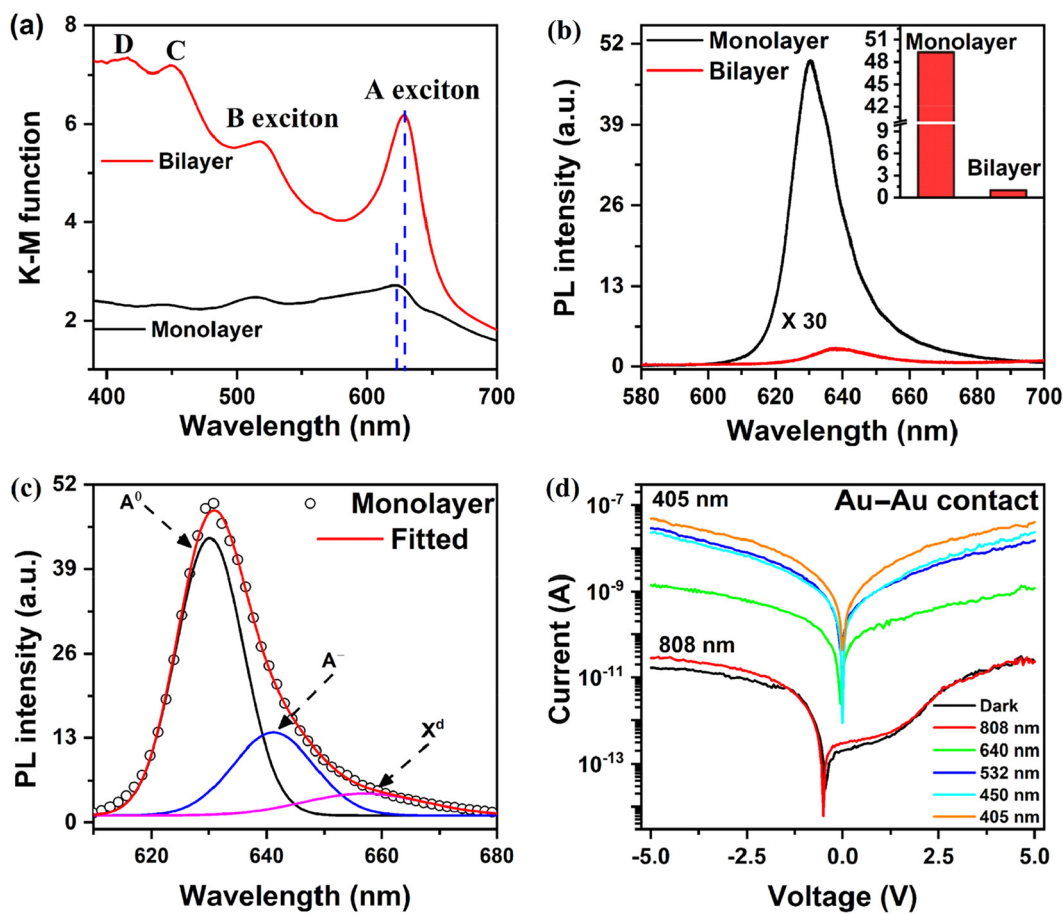 (a)
8
6
4
2
D
C
B exciton
A exciton
Bilayer
Monolayer
K-M function
400
500
600
700
Wavelength (nm)
(b)
52
39
26
13
0
PL intensity (a.u.)
Monolayer
Bilayer
X 30
51
48
45
42
9
6
3
0
Monolayer
Bilayer
580
600
620
640
660
680
700
Wavelength (nm)
(c)
52
39
26
13
0
PL intensity (a.u.)
A⁰
Monolayer
Fitted
A⁻
Xᵈ
620
640
660
680
Wavelength (nm)
(d)
10⁻⁷
10⁻⁹
10⁻¹¹
10⁻¹³
Current (A)
405 nm
Au–Au contact
808 nm
Dark
808 nm
640 nm
532 nm
450 nm
405 nm
-5.0
-2.5
0.0
2.5
5.0
Voltage (V)